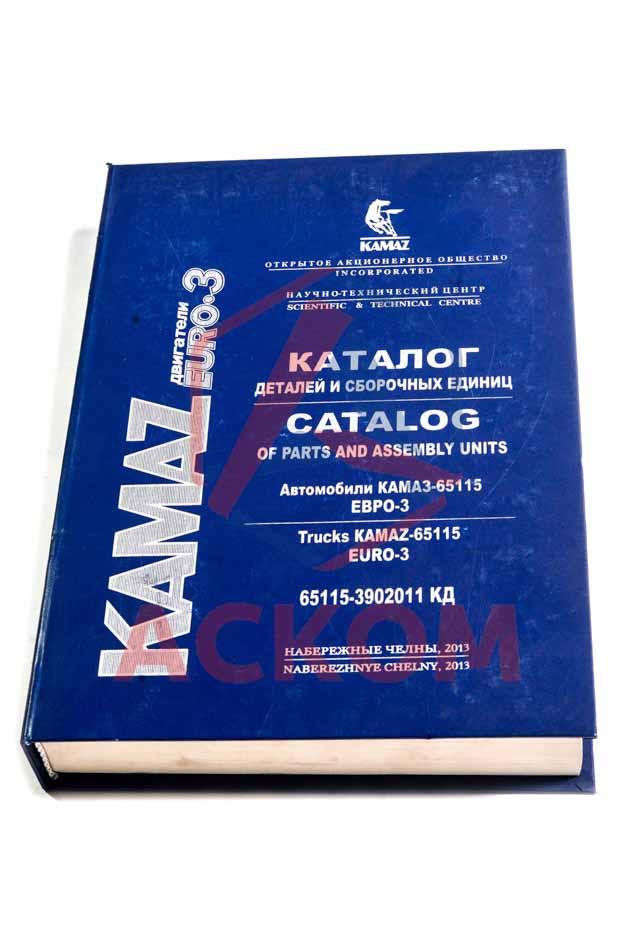 KAMAZ
ОТКРЫТОЕ АКЦИОНЕРНОЕ ОБЩЕСТВО
INCORPORATED
НАУЧНО-ТЕХНИЧЕСКИЙ ЦЕНТР
SCIENTIFIC & TECHNICAL CENTRE
КАТАЛОГ
ДЕТАЛЕЙ И СБОРОЧНЫХ ЕДИНИЦ
CATALOG
OF PARTS AND ASSEMBLY UNITS
Автомобили КАМАЗ-65115
ЕВРО-3
Trucks KAMAZ-65115
EURO-3
65115-3902011 КД
НАБЕРЕЖНЫЕ ЧЕЛНЫ, 2013
NABEREZHNYE CHELNY, 2013
KAMAZ
двигатели
EURO-3
АСКОМ